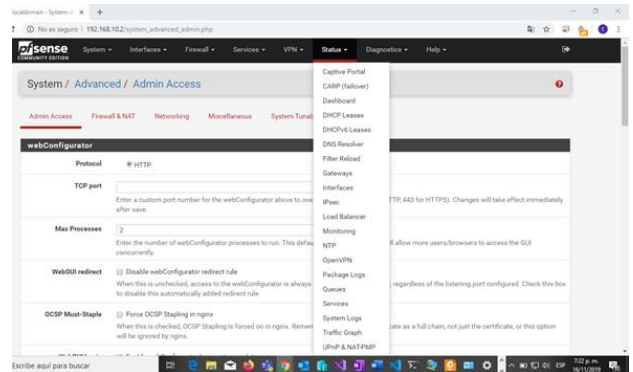 localdomain - System: A
No es seguro | 192.168.10.2/system_advanced_admin.php
pfsense
COMMUNITY EDITION
System
Interfaces
Firewall
Services
VPN
Status
Diagnostics
Help
System / Advanced / Admin Access
Admin Access
Firewall & NAT
Networking
Miscellaneous
System Tunab
Captive Portal
CARP (failover)
Dashboard
DHCP Leases
DHCPv6 Leases
DNS Resolver
Filter Reload
Gateways
Interfaces
IPsec
Load Balancer
Monitoring
NTP
OpenVPN
Package Logs
Queues
Services
System Logs
Traffic Graph
UPnP & NAT-PMP
webConfigurator
Protocol
HTTP
TCP port
Enter a custom port number for the webConfigurator above to ove
TTP, 443 for HTTPS). Changes will take effect immediately
after save.
Max Processes
2
Enter the number of webConfigurator processes to run. This defau
ll allow more users/browsers to access the GUI
concurrently.
WebGUI redirect
Disable webConfigurator redirect rule
When this is unchecked, access to the webConfigurator is always
, regardless of the listening port configured. Check this box
to disable this automatically added redirect rule.
OCSP Must-Staple
Force OCSP Stapling in nginx
When this is checked, OCSP Stapling is forced on in nginx. Remem
cate as a full chain, not just the certificate, or this option
will be ignored by nginx.
Escribe aquí para buscar
ESP
7:22 p. m.
16/11/2019